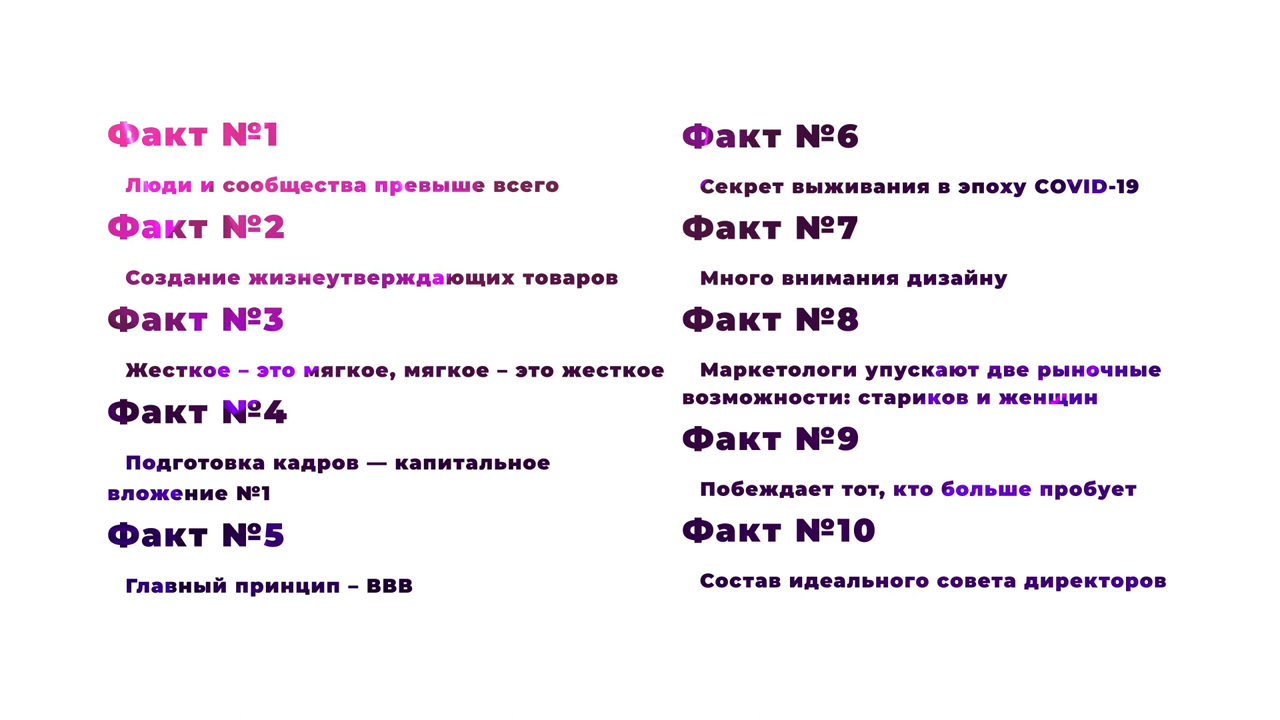 Факт №1
Люди и сообщества превыше всего
Факт №2
Создание жизнеутверждающих товаров
Факт №3
Жесткое – это мягкое, мягкое – это жесткое
Факт №4
Подготовка кадров — капитальное
вложение №1
Факт №5
Главный принцип – ВВВ
Факт №6
Секрет выживания в эпоху COVID-19
Факт №7
Много внимания дизайну
Факт №8
Маркетологи упускают две рыночные
возможности: стариков и женщин
Факт №9
Побеждает тот, кто больше пробует
Факт №10
Состав идеального совета директоров